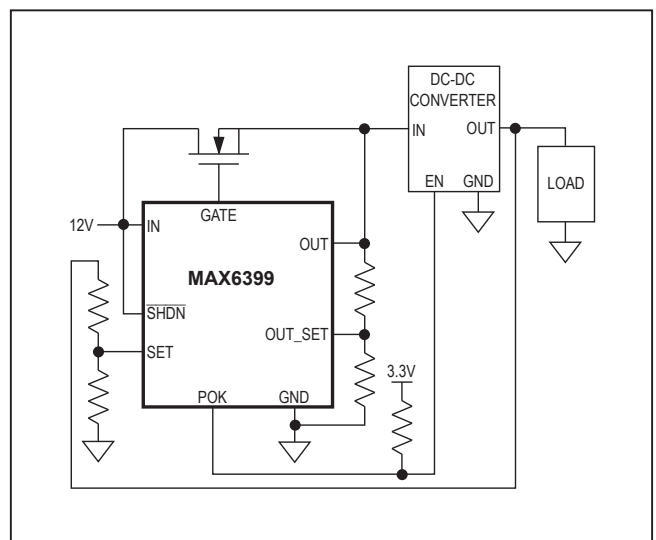 DC-DC
CONVERTER
IN
OUT
EN
GND
LOAD
12V
IN
GATE
OUT
MAX6399
SHDN
OUT_SET
SET
3.3V
POK
GND